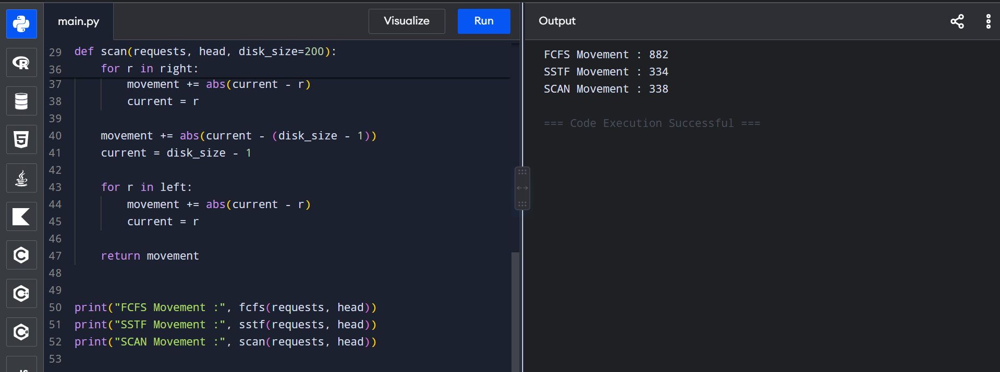 main.py
Visualize
Run
Output
29 def scan(requests, head, disk_size=200):
36     for r in right:
37         movement += abs(current - r)
38         current = r
39
40     movement += abs(current - (disk_size - 1))
41     current = disk_size - 1
42
43     for r in left:
44         movement += abs(current - r)
45         current = r
46
47     return movement
48
49
50 print("FCFS Movement :", fcfs(requests, head))
51 print("SSTF Movement :", sstf(requests, head))
52 print("SCAN Movement :", scan(requests, head))
53
FCFS Movement : 882
SSTF Movement : 334
SCAN Movement : 338
=== Code Execution Successful ===
R
5
C
C++
C#